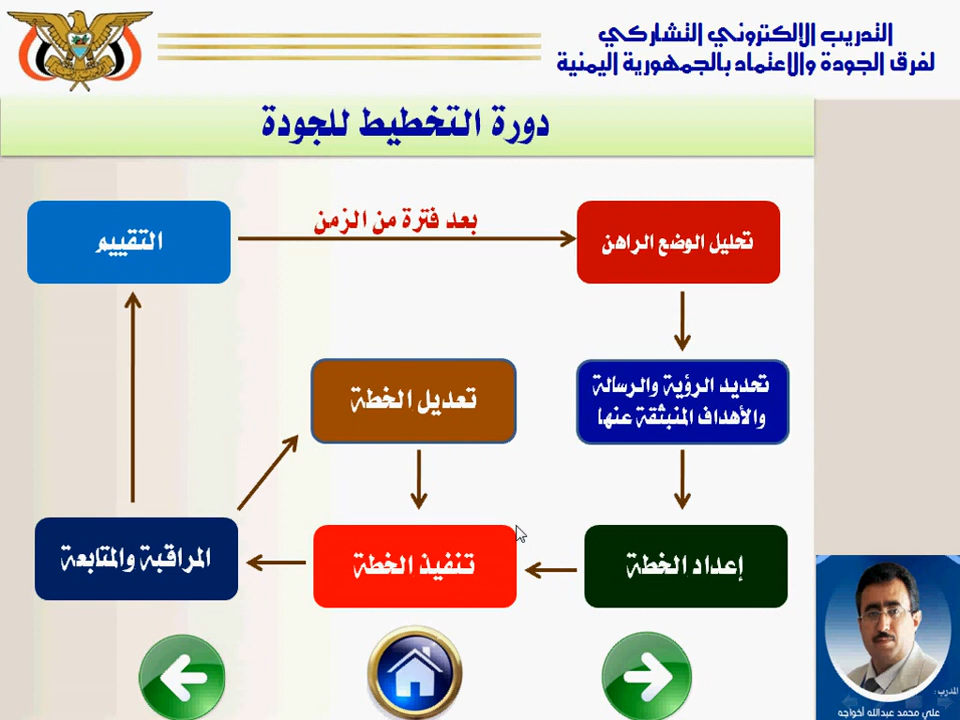 التدريب الإلكتروني التشاركي
لفرق الجودة والاعتماد بالجمهورية اليمنية
دورة التخطيط للجودة
تحليل الوضع الراهن
بعد فترة من الزمن
التقييم
تحديد الرؤية والرسالة
والأهداف المنبثقة عنها
تعديل الخطة
إعداد الخطة
تنفيذ الخطة
المراقبة والمتابعة
المدرب:
علي محمد عبدالله أخواجه